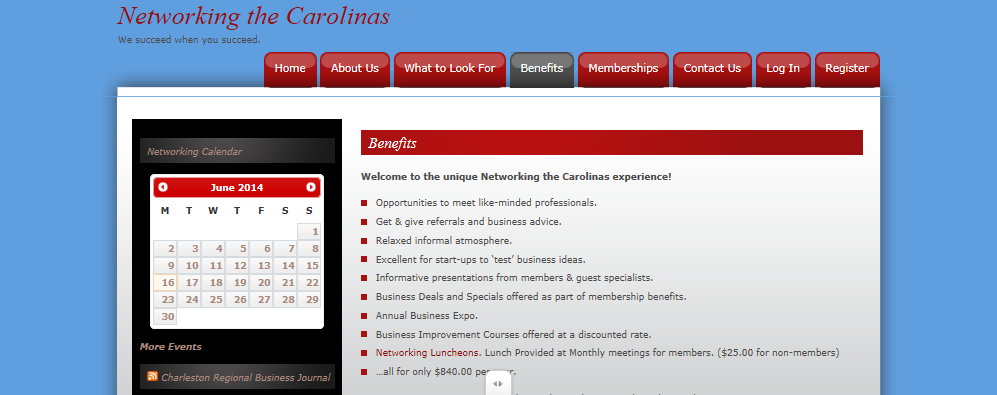 Networking the Carolinas
We succeed when you succeed.
Home About Us What to Look For Benefits Memberships Contact Us Log In Register
Networking Calendar
June 2014
M T W T F S S
1
2 3 4 5 6 7 8
9 10 11 12 13 14 15
16 17 18 19 20 21 22
23 24 25 26 27 28 29
30
More Events
Charleston Regional Business Journal
Benefits
Welcome to the unique Networking the Carolinas experience!
Opportunities to meet like-minded professionals.
Get & give referrals and business advice.
Relaxed informal atmosphere.
Excellent for start-ups to ‘test’ business ideas.
Informative presentations from members & guest specialists.
Business Deals and Specials offered as part of membership benefits.
Annual Business Expo.
Business Improvement Courses offered at a discounted rate.
Networking Luncheons. Lunch Provided at Monthly meetings for members. ($25.00 for non-members)
…all for only $840.00